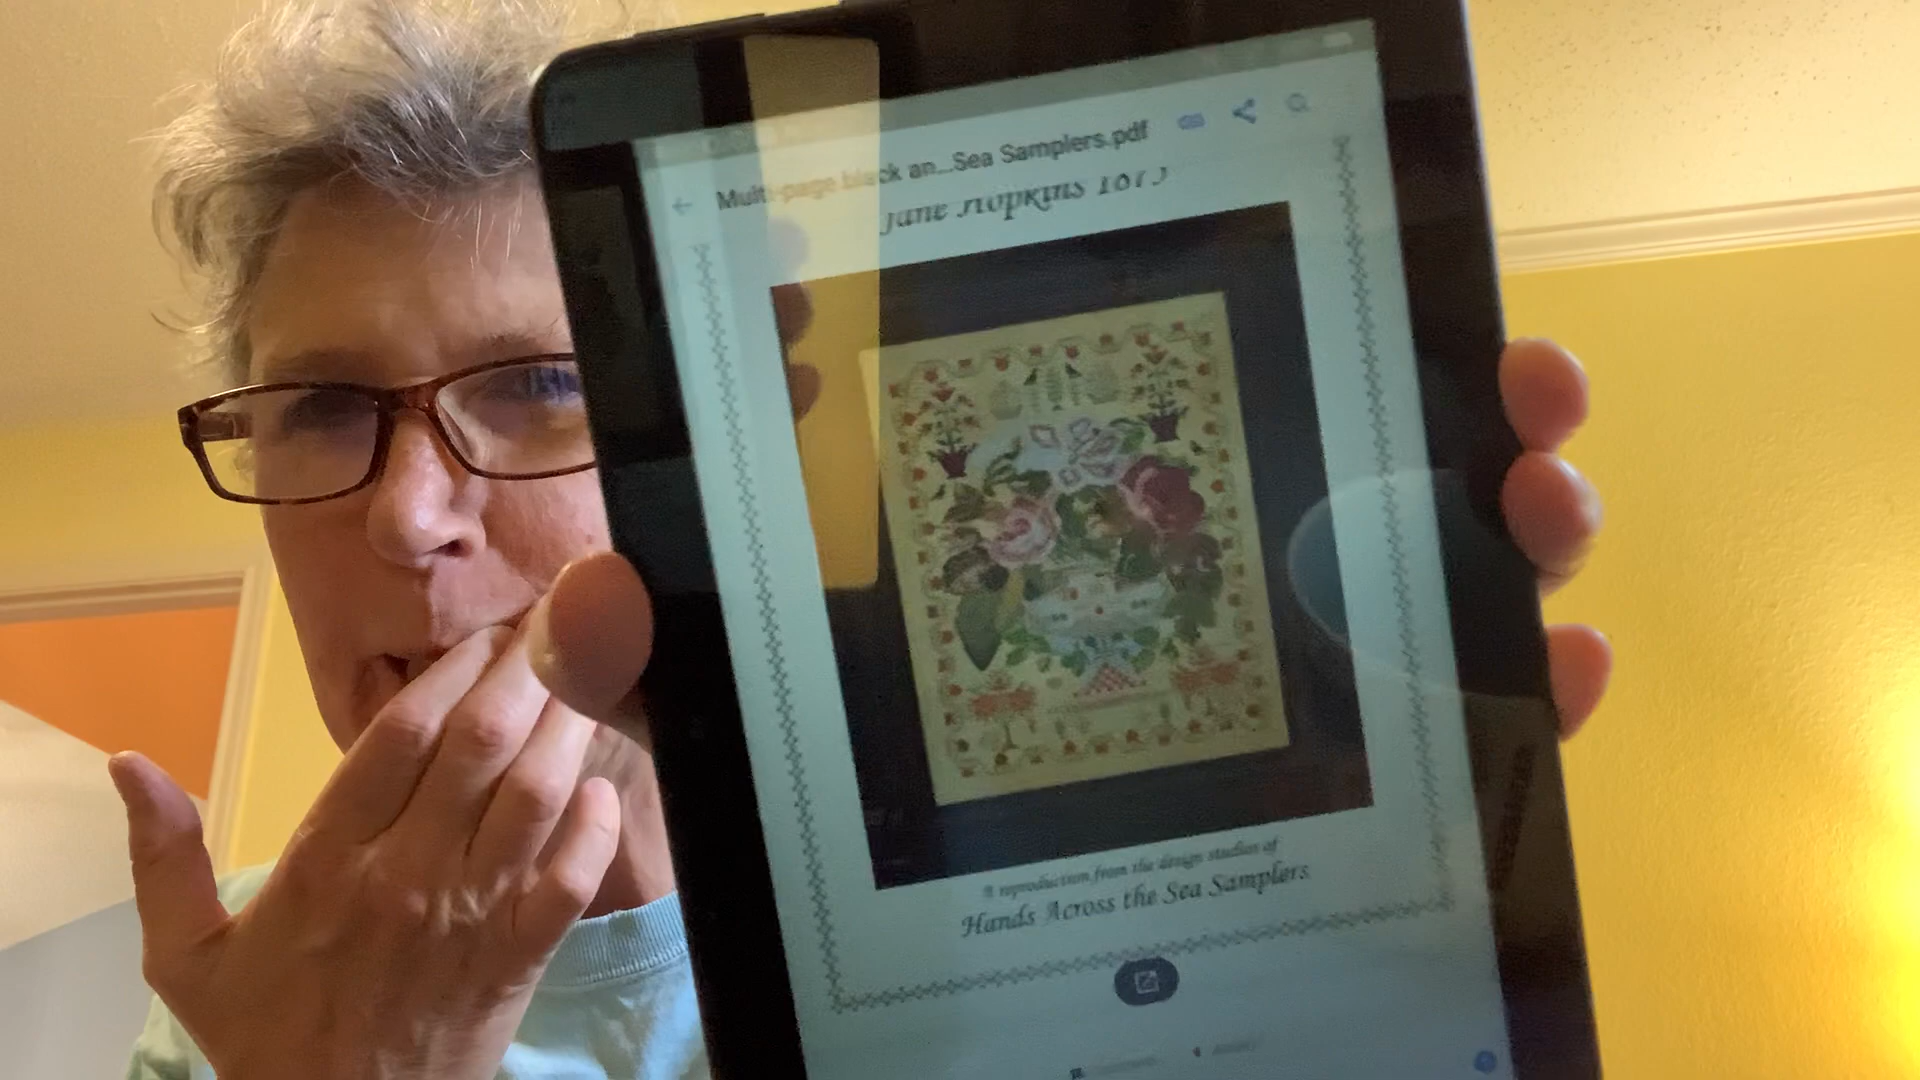 Multi-page black an...Sea Samplers.pdf
Jane Hopkins
A reproduction from the design studios of
Hands Across the Sea Samplers